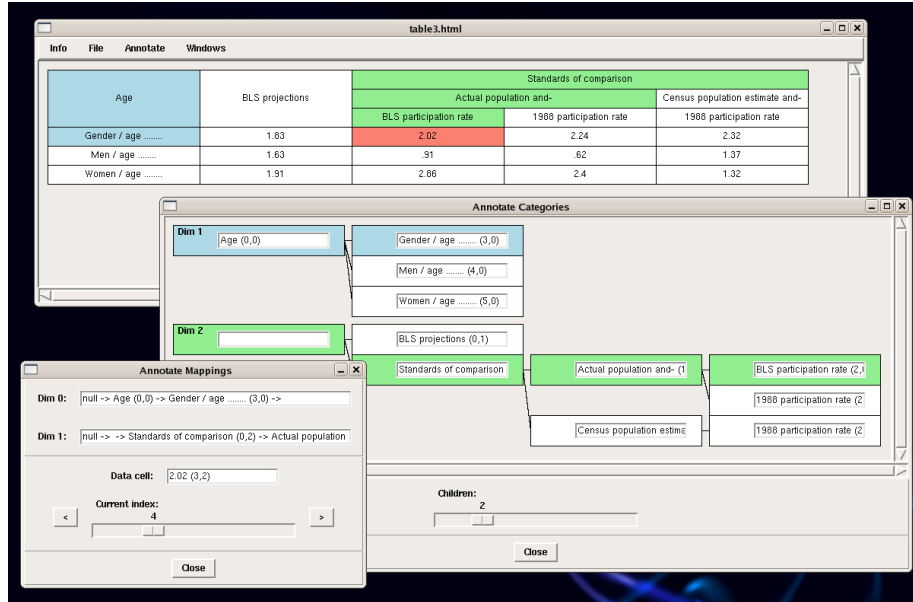 table3.html
Info File Annotate Windows
Standards of comparison
Age BLS projections Actual population and- Census population estimate and-
BLS participation rate 1988 participation rate 1988 participation rate
Gender / age ........ 1.83 2.02 2.24 2.32
Men / age ........ 1.63 .91 .62 1.37
Women / age ........ 1.91 2.86 2.4 1.32
Annotate Categories
Dim 1
Age (0,0) Gender / age ........ (3,0)
Men / age ........ (4,0)
Women / age ........ (5,0)
Dim 2
BLS projections (0,1)
Standards of comparison Actual population and- (1 BLS participation rate (2,
1988 participation rate (2
Census population estima 1988 participation rate (2
Children:
2
Close
Annotate Mappings
Dim 0: null -> Age (0,0) -> Gender / age ........ (3,0) ->
Dim 1: null -> -> Standards of comparison (0,2) -> Actual population
Data cell: 2.02 (3,2)
Current index:
4
< >
Close